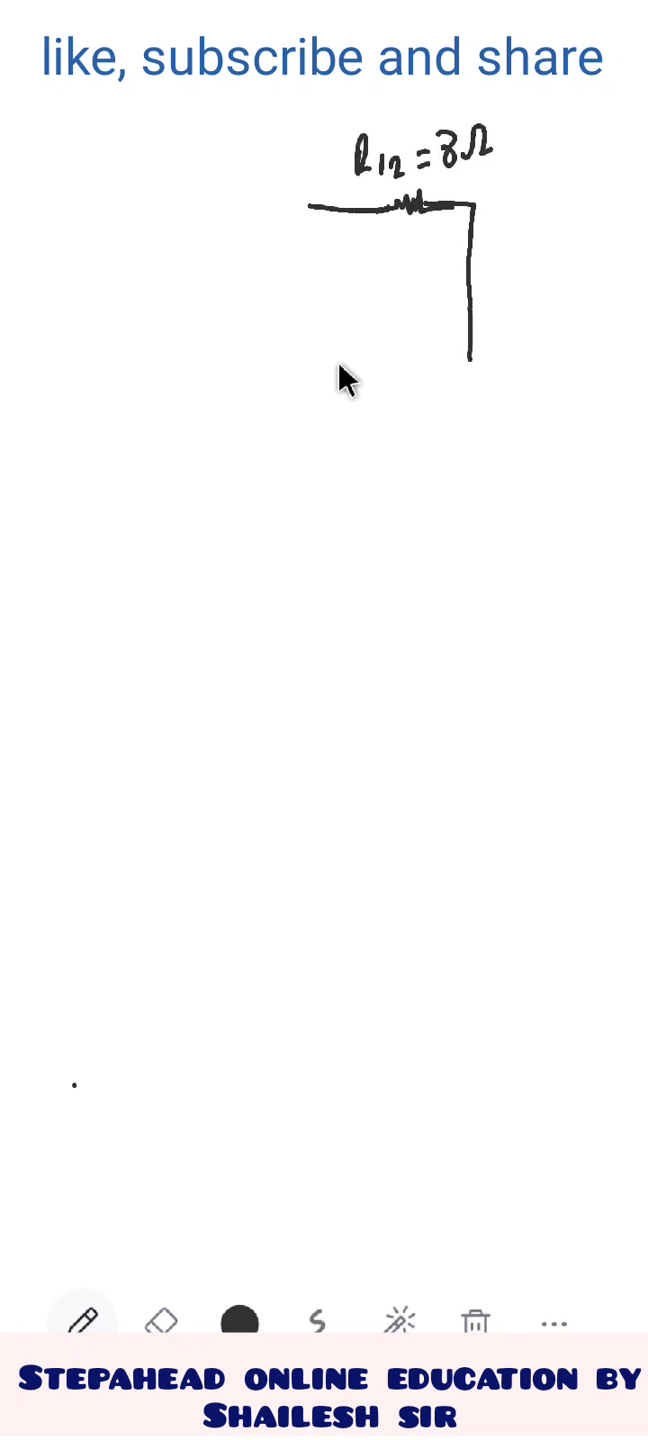 like, subscribe and share
R12 = 8Ω
STEPAHEAD ONLINE EDUCATION BY
SHAILESH SIR